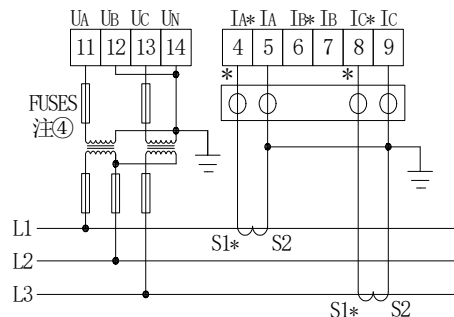 UA UB UC UN IA* IA IB* IB IC* IC
11 12 13 14 4 5 6 7 8 9
* *
FUSES
注④
L1
S1* S2
L2
L3
S1* S2